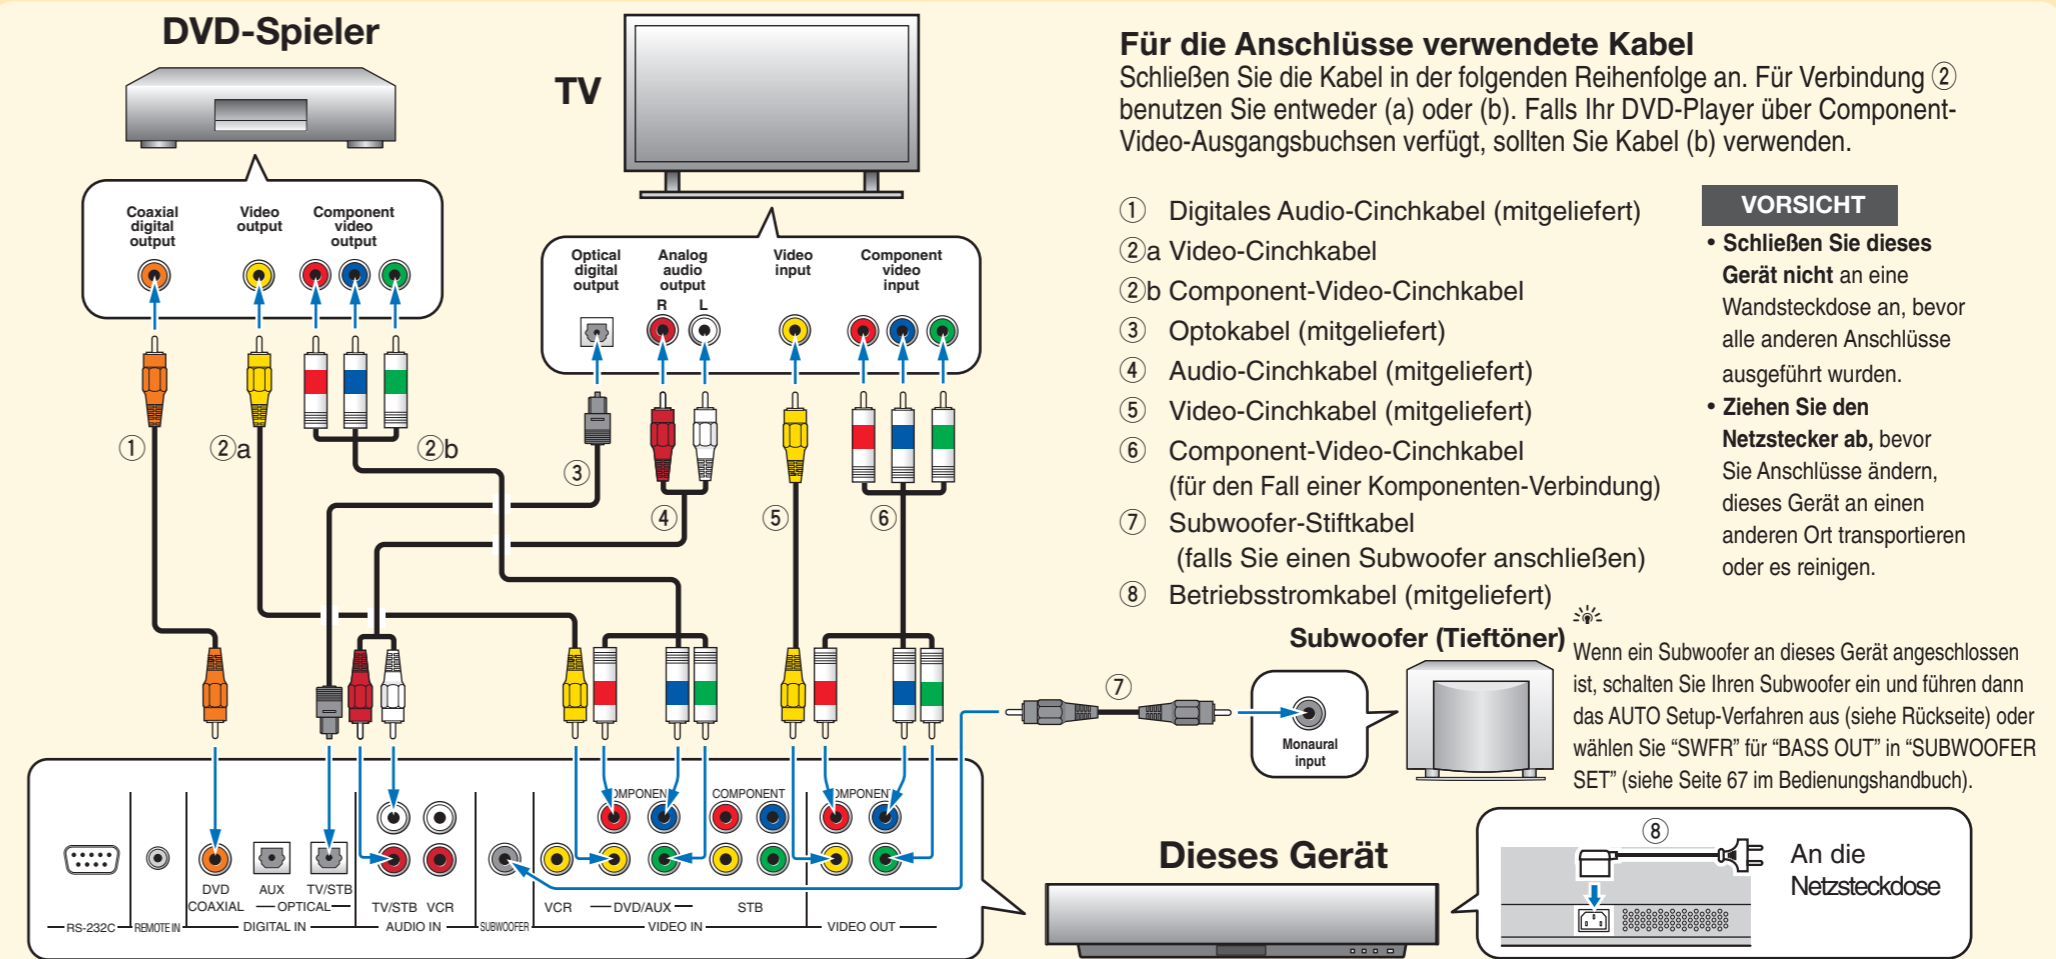 DVD-Spieler
TV
Coaxial
digital
output
Video
output
Component
video
output
Optical
digital
output
Analog
audio
output
R L
Video
input
Component
video
input
① ②a ②b ③ ④ ⑤ ⑥
Für die Anschlüsse verwendete Kabel
Schließen Sie die Kabel in der folgenden Reihenfolge an. Für Verbindung ②
benutzen Sie entweder (a) oder (b). Falls Ihr DVD-Player über Component-
Video-Ausgangsbuchsen verfügt, sollten Sie Kabel (b) verwenden.
① Digitales Audio-Cinchkabel (mitgeliefert)
②a Video-Cinchkabel
②b Component-Video-Cinchkabel
③ Optokabel (mitgeliefert)
④ Audio-Cinchkabel (mitgeliefert)
⑤ Video-Cinchkabel (mitgeliefert)
⑥ Component-Video-Cinchkabel
(für den Fall einer Komponenten-Verbindung)
⑦ Subwoofer-Stiftkabel
(falls Sie einen Subwoofer anschließen)
⑧ Betriebsstromkabel (mitgeliefert)
VORSICHT
• Schließen Sie dieses
Gerät nicht an eine
Wandsteckdose an, bevor
alle anderen Anschlüsse
ausgeführt wurden.
• Ziehen Sie den
Netzstecker ab, bevor
Sie Anschlüsse ändern,
dieses Gerät an einen
anderen Ort transportieren
oder es reinigen.
Subwoofer (Tieftöner)
⑦
Monaural
input
Wenn ein Subwoofer an dieses Gerät angeschlossen
ist, schalten Sie Ihren Subwoofer ein und führen dann
das AUTO Setup-Verfahren aus (siehe Rückseite) oder
wählen Sie “SWFR” für “BASS OUT” in “SUBWOOFER
SET” (siehe Seite 67 im Bedienungshandbuch).
COMPONENT COMPONENT COMPONENT
DVD AUX TV/STB
COAXIAL OPTICAL TV/STB VCR VCR DVD/AUX STB
RS-232C REMOTE IN DIGITAL IN AUDIO IN SUBWOOFER VIDEO IN VIDEO OUT
Dieses Gerät
⑧
An die
Netzsteckdose